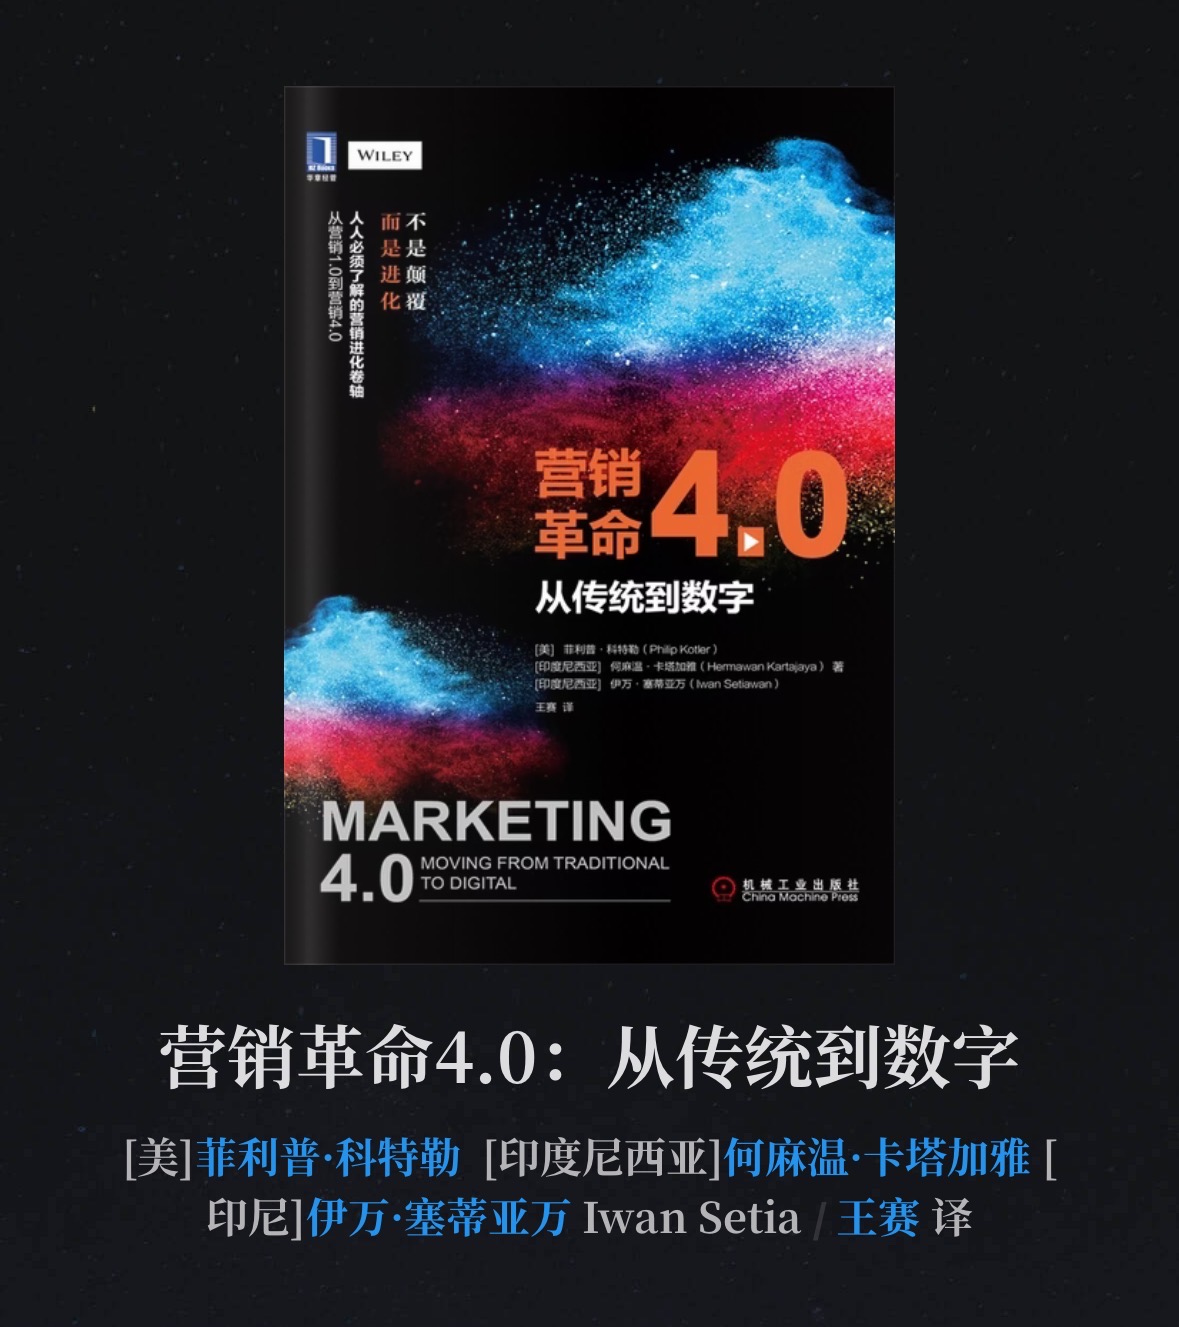 HZ Books
华章经管
WILEY
不是颠覆
而是进化
人人必须了解的营销进化卷轴
从营销1.0到营销4.0
营销
革命
4.0
从传统到数字
[美] 菲利普·科特勒（Philip Kotler）
[印度尼西亚] 何麻温·卡塔加雅（Hermawan Kartajaya） 著
[印度尼西亚] 伊万·塞蒂亚万（Iwan Setiawan）
王赛 译
MARKETING
4.0
MOVING FROM TRADITIONAL
TO DIGITAL
机械工业出版社
China Machine Press
营销革命4.0：从传统到数字
[美]菲利普·科特勒 [印度尼西亚]何麻温·卡塔加雅 [
印尼]伊万·塞蒂亚万 Iwan Setia / 王赛 译